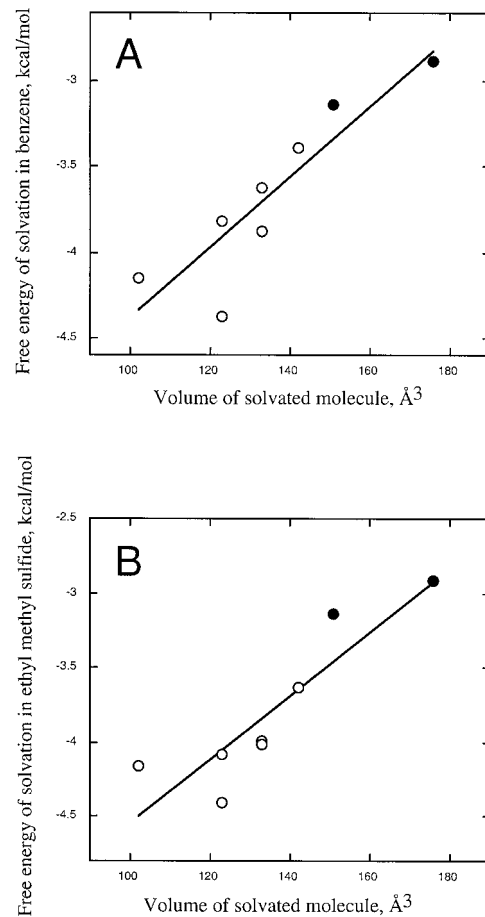 A
Free energy of solvation in benzene, kcal/mol
-3
-3.5
-4
-4.5
100 120 140 160 180
Volume of solvated molecule, Å3
B
Free energy of solvation in ethyl methyl sulfide, kcal/mol
-2.5
-3
-3.5
-4
-4.5
100 120 140 160 180
Volume of solvated molecule, Å3